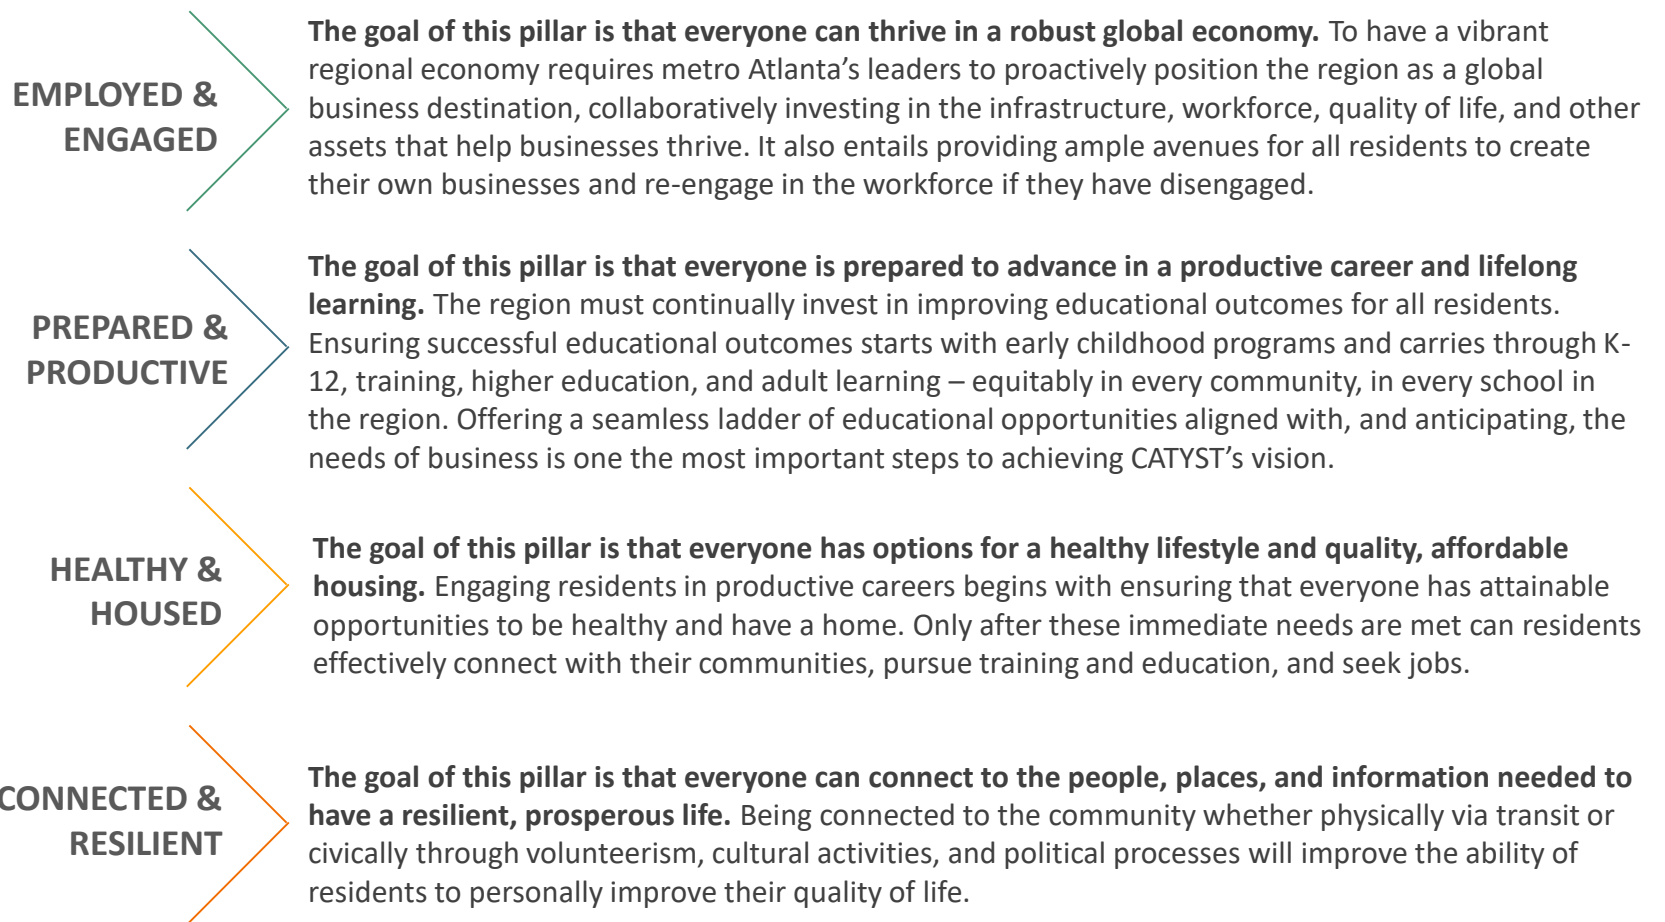 EMPLOYED &
ENGAGED
The goal of this pillar is that everyone can thrive in a robust global economy. To have a vibrant
regional economy requires metro Atlanta’s leaders to proactively position the region as a global
business destination, collaboratively investing in the infrastructure, workforce, quality of life, and other
assets that help businesses thrive. It also entails providing ample avenues for all residents to create
their own businesses and re-engage in the workforce if they have disengaged.
PREPARED &
PRODUCTIVE
The goal of this pillar is that everyone is prepared to advance in a productive career and lifelong
learning. The region must continually invest in improving educational outcomes for all residents.
Ensuring successful educational outcomes starts with early childhood programs and carries through K-
12, training, higher education, and adult learning – equitably in every community, in every school in
the region. Offering a seamless ladder of educational opportunities aligned with, and anticipating, the
needs of business is one the most important steps to achieving CATYST’s vision.
HEALTHY &
HOUSED
The goal of this pillar is that everyone has options for a healthy lifestyle and quality, affordable
housing. Engaging residents in productive careers begins with ensuring that everyone has attainable
opportunities to be healthy and have a home. Only after these immediate needs are met can residents
effectively connect with their communities, pursue training and education, and seek jobs.
CONNECTED &
RESILIENT
The goal of this pillar is that everyone can connect to the people, places, and information needed to
have a resilient, prosperous life. Being connected to the community whether physically via transit or
civically through volunteerism, cultural activities, and political processes will improve the ability of
residents to personally improve their quality of life.